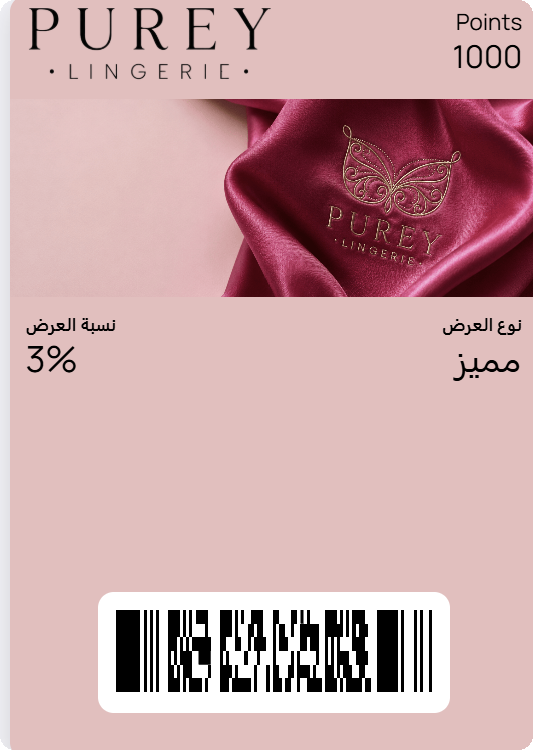 PUREY
• LINGERIE •
Points
1000
PUREY
·LINGERIE·
نوع العرض
مميز
نسبة العرض
3%